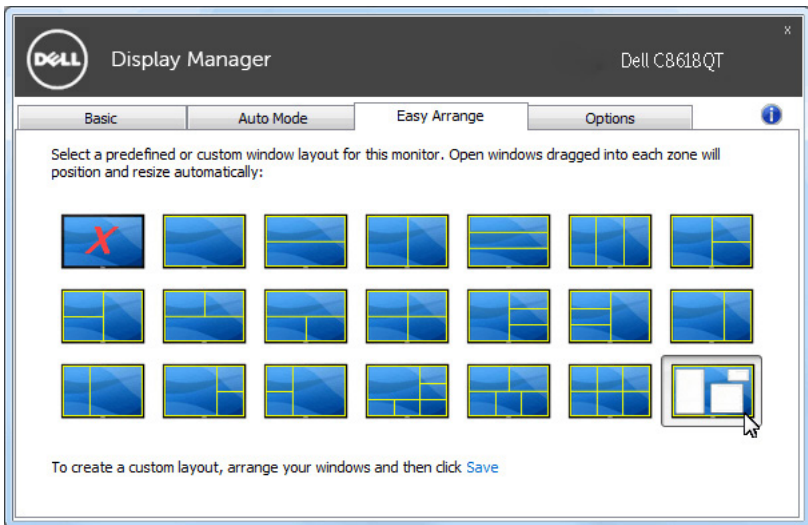 DELL
Display Manager
x
Dell C8618QT
Basic
Auto Mode
Easy Arrange
Options
i
Select a predefined or custom window layout for this monitor. Open windows dragged into each zone will
position and resize automatically:
X
To create a custom layout, arrange your windows and then click Save